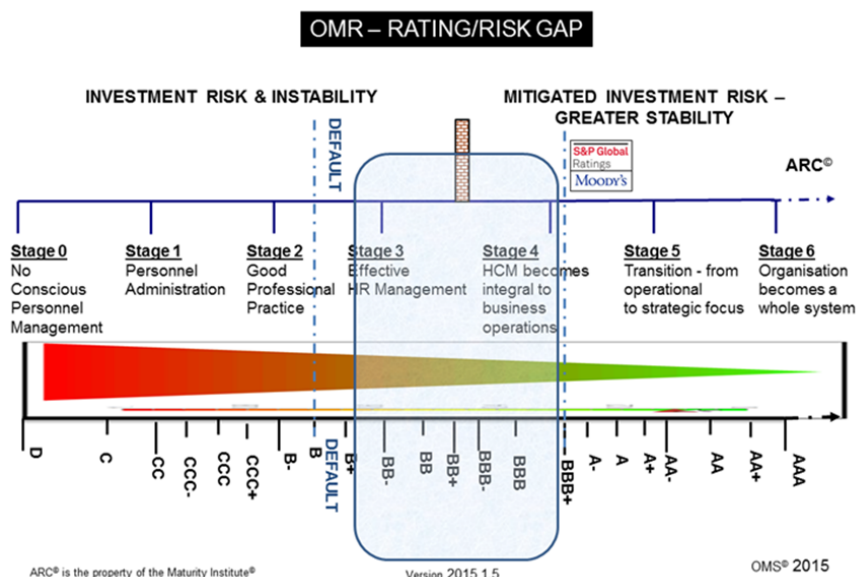 OMR – RATING/RISK GAP
INVESTMENT RISK & INSTABILITY
MITIGATED INVESTMENT RISK –
GREATER STABILITY
DEFAULT
S&P Global
Ratings
MOODY'S
ARC©
Stage 0
No
Conscious
Personnel
Management
Stage 1
Personnel
Administration
Stage 2
Good
Professional
Practice
Stage 3
Effective
HR Management
Stage 4
HCM becomes
integral to
business
operations
Stage 5
Transition - from
operational
to strategic focus
Stage 6
Organisation
becomes a
whole system
D
C
CC
CCC-
CCC
CCC+
B-
B
DEFAULT
B+
BB-
BB
BB+
BBB-
BBB
BBB+
A-
A
A+
AA-
AA
AA+
AAA
ARC© is the property of the Maturity Institute©
Version 2015.1.5
OMS© 2015